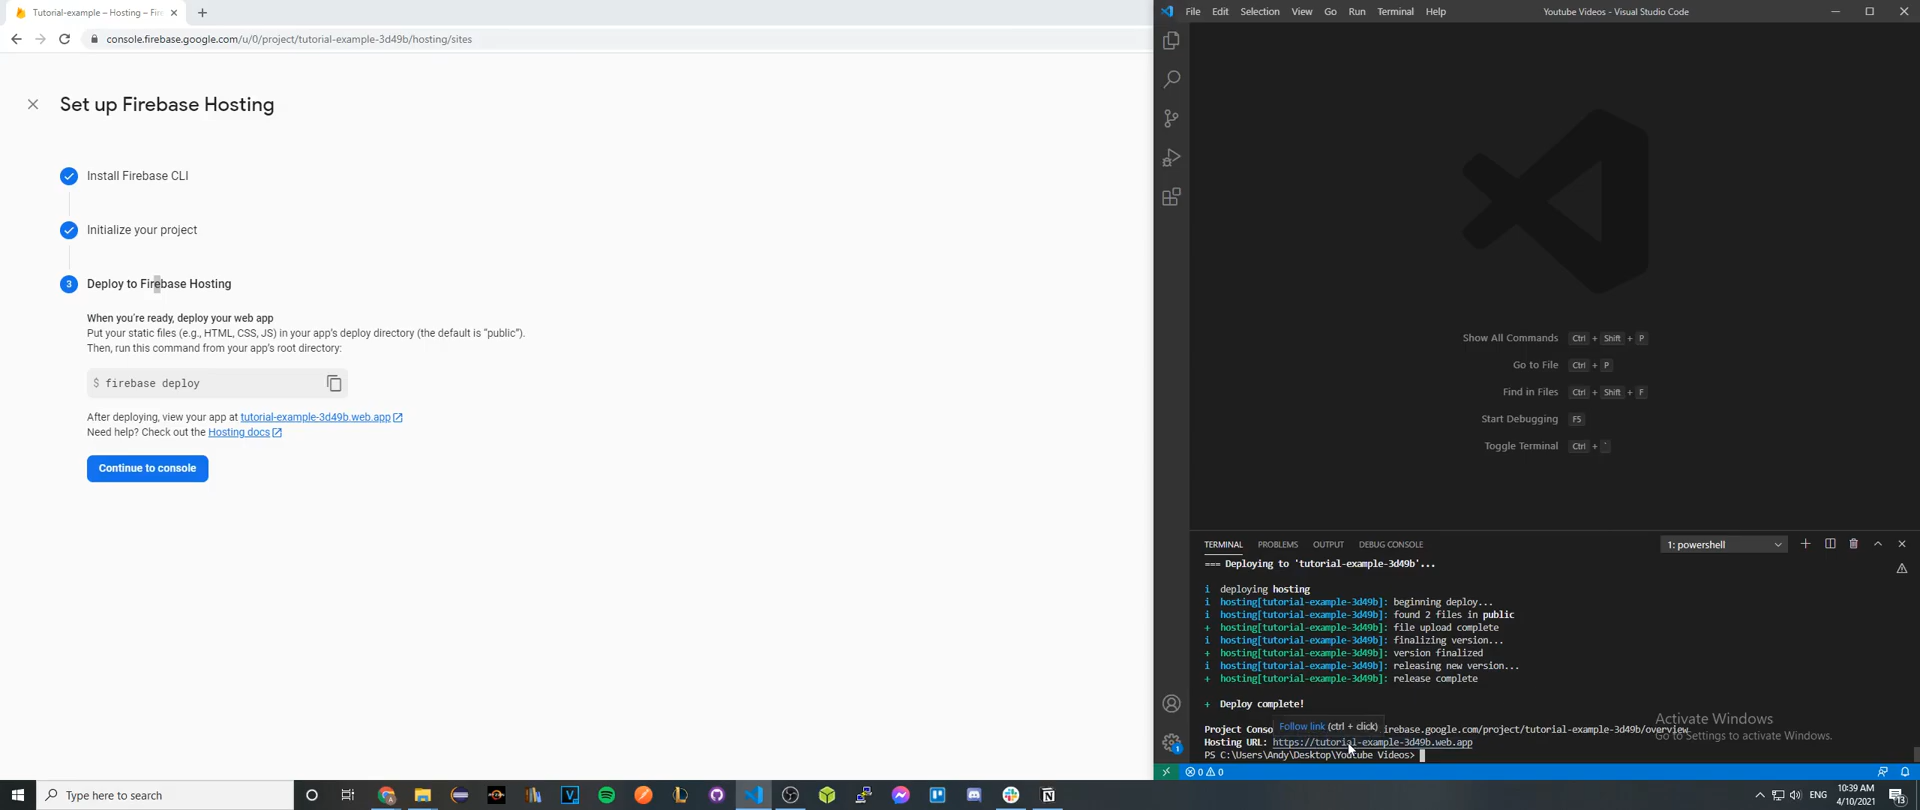 Tutorial-example – Hosting – Fir
console.firebase.google.com/u/0/project/tutorial-example-3d49b/hosting/sites
Set up Firebase Hosting
Install Firebase CLI
Initialize your project
3 Deploy to Firebase Hosting
When you're ready, deploy your web app
Put your static files (e.g., HTML, CSS, JS) in your app's deploy directory (the default is "public").
Then, run this command from your app's root directory:
$ firebase deploy
After deploying, view your app at tutorial-example-3d49b.web.app
Need help? Check out the Hosting docs
Continue to console
File Edit Selection View Go Run Terminal Help
Youtube Videos - Visual Studio Code
Show All Commands Ctrl + Shift + P
Go to File Ctrl + P
Find in Files Ctrl + Shift + F
Start Debugging F5
Toggle Terminal Ctrl + `
TERMINAL PROBLEMS OUTPUT DEBUG CONSOLE
1: powershell
=== Deploying to 'tutorial-example-3d49b'...
i deploying hosting
i hosting[tutorial-example-3d49b]: beginning deploy...
i hosting[tutorial-example-3d49b]: found 2 files in public
+ hosting[tutorial-example-3d49b]: file upload complete
i hosting[tutorial-example-3d49b]: finalizing version...
+ hosting[tutorial-example-3d49b]: version finalized
i hosting[tutorial-example-3d49b]: releasing new version...
+ hosting[tutorial-example-3d49b]: release complete
+ Deploy complete!
Follow link (ctrl + click)
Project Conso irebase.google.com/project/tutorial-example-3d49b/overview
Hosting URL: https://tutorial-example-3d49b.web.app
PS C:\Users\Andy\Desktop\Youtube Videos>
Activate Windows
Go to Settings to activate Windows.
1
0 0
Type here to search
ENG
10:39 AM
4/10/2021
13